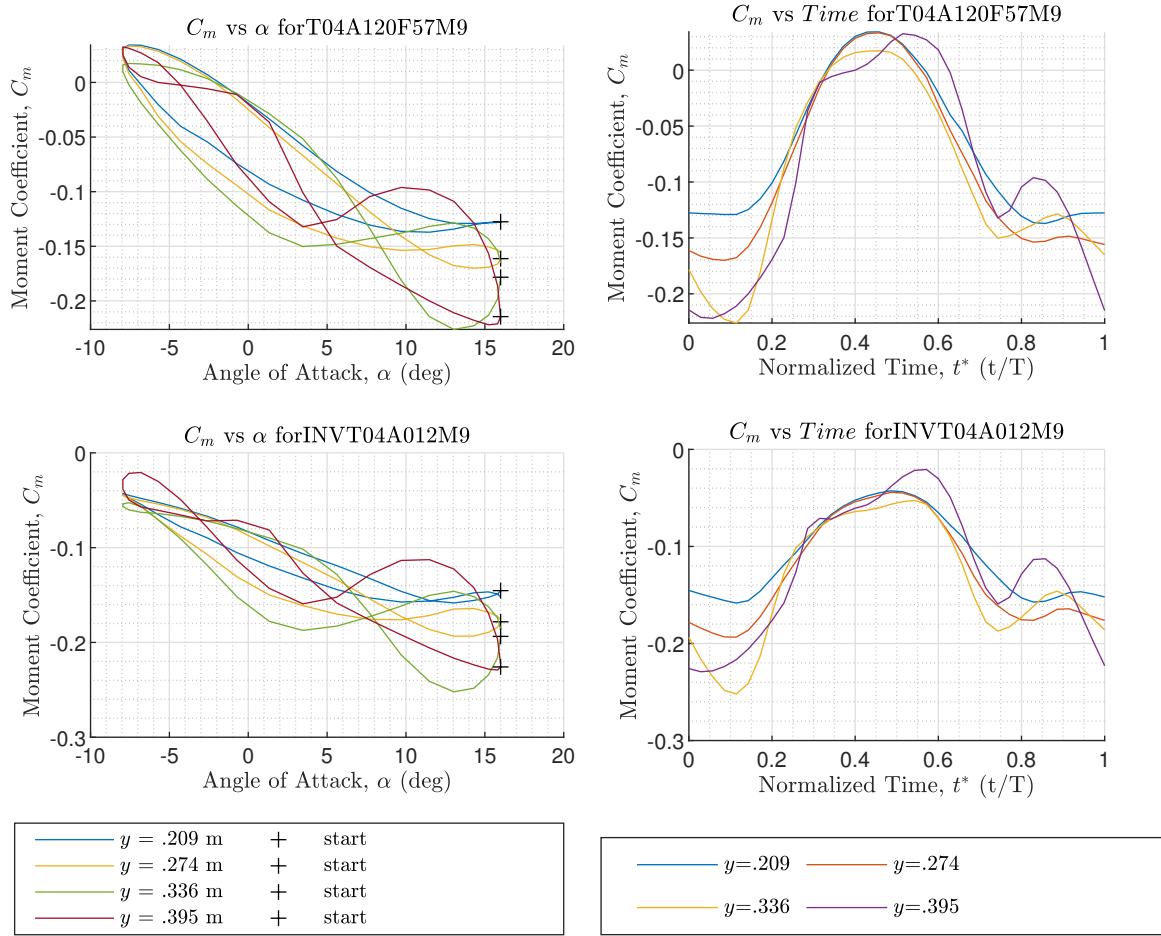 C_m vs α forT04A120F57M9
0
-0.05
-0.1
-0.15
-0.2
-10 -5 0 5 10 15 20
Moment Coefficient, C_m
Angle of Attack, α (deg)
C_m vs Time forT04A120F57M9
0
-0.05
-0.1
-0.15
-0.2
0 0.2 0.4 0.6 0.8 1
Moment Coefficient, C_m
Normalized Time, t* (t/T)
C_m vs α forINVT04A012M9
0
-0.1
-0.2
-0.3
-10 -5 0 5 10 15 20
Moment Coefficient, C_m
Angle of Attack, α (deg)
C_m vs Time forINVT04A012M9
0
-0.1
-0.2
-0.3
0 0.2 0.4 0.6 0.8 1
Moment Coefficient, C_m
Normalized Time, t* (t/T)
y = .209 m + start
y = .274 m + start
y = .336 m + start
y = .395 m + start
y=.209 y=.274
y=.336 y=.395